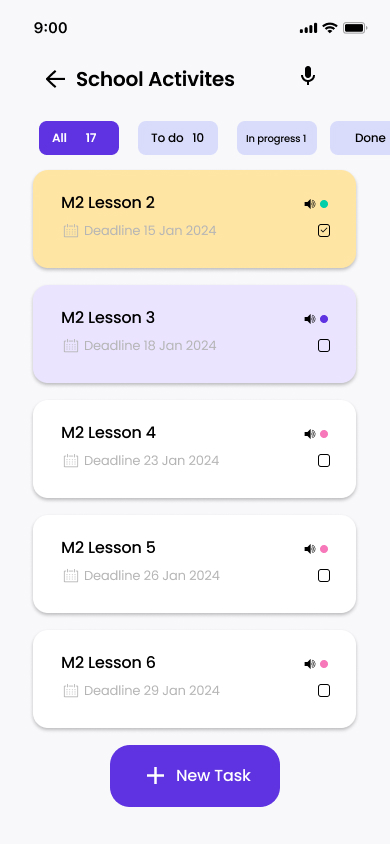 9:00
School Activites
All 17
To do 10
In progress 1
Done
M2 Lesson 2
Deadline 15 Jan 2024
M2 Lesson 3
Deadline 18 Jan 2024
M2 Lesson 4
Deadline 23 Jan 2024
M2 Lesson 5
Deadline 26 Jan 2024
M2 Lesson 6
Deadline 29 Jan 2024
New Task